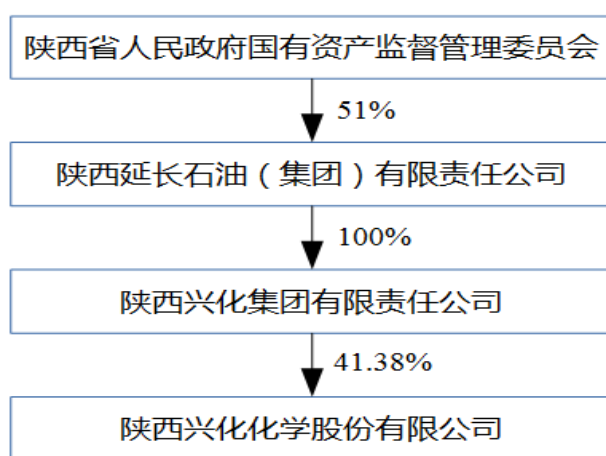 陕西省人民政府国有资产监督管理委员会
51%
陕西延长石油（集团）有限责任公司
100%
陕西兴化集团有限责任公司
41.38%
陕西兴化化学股份有限公司